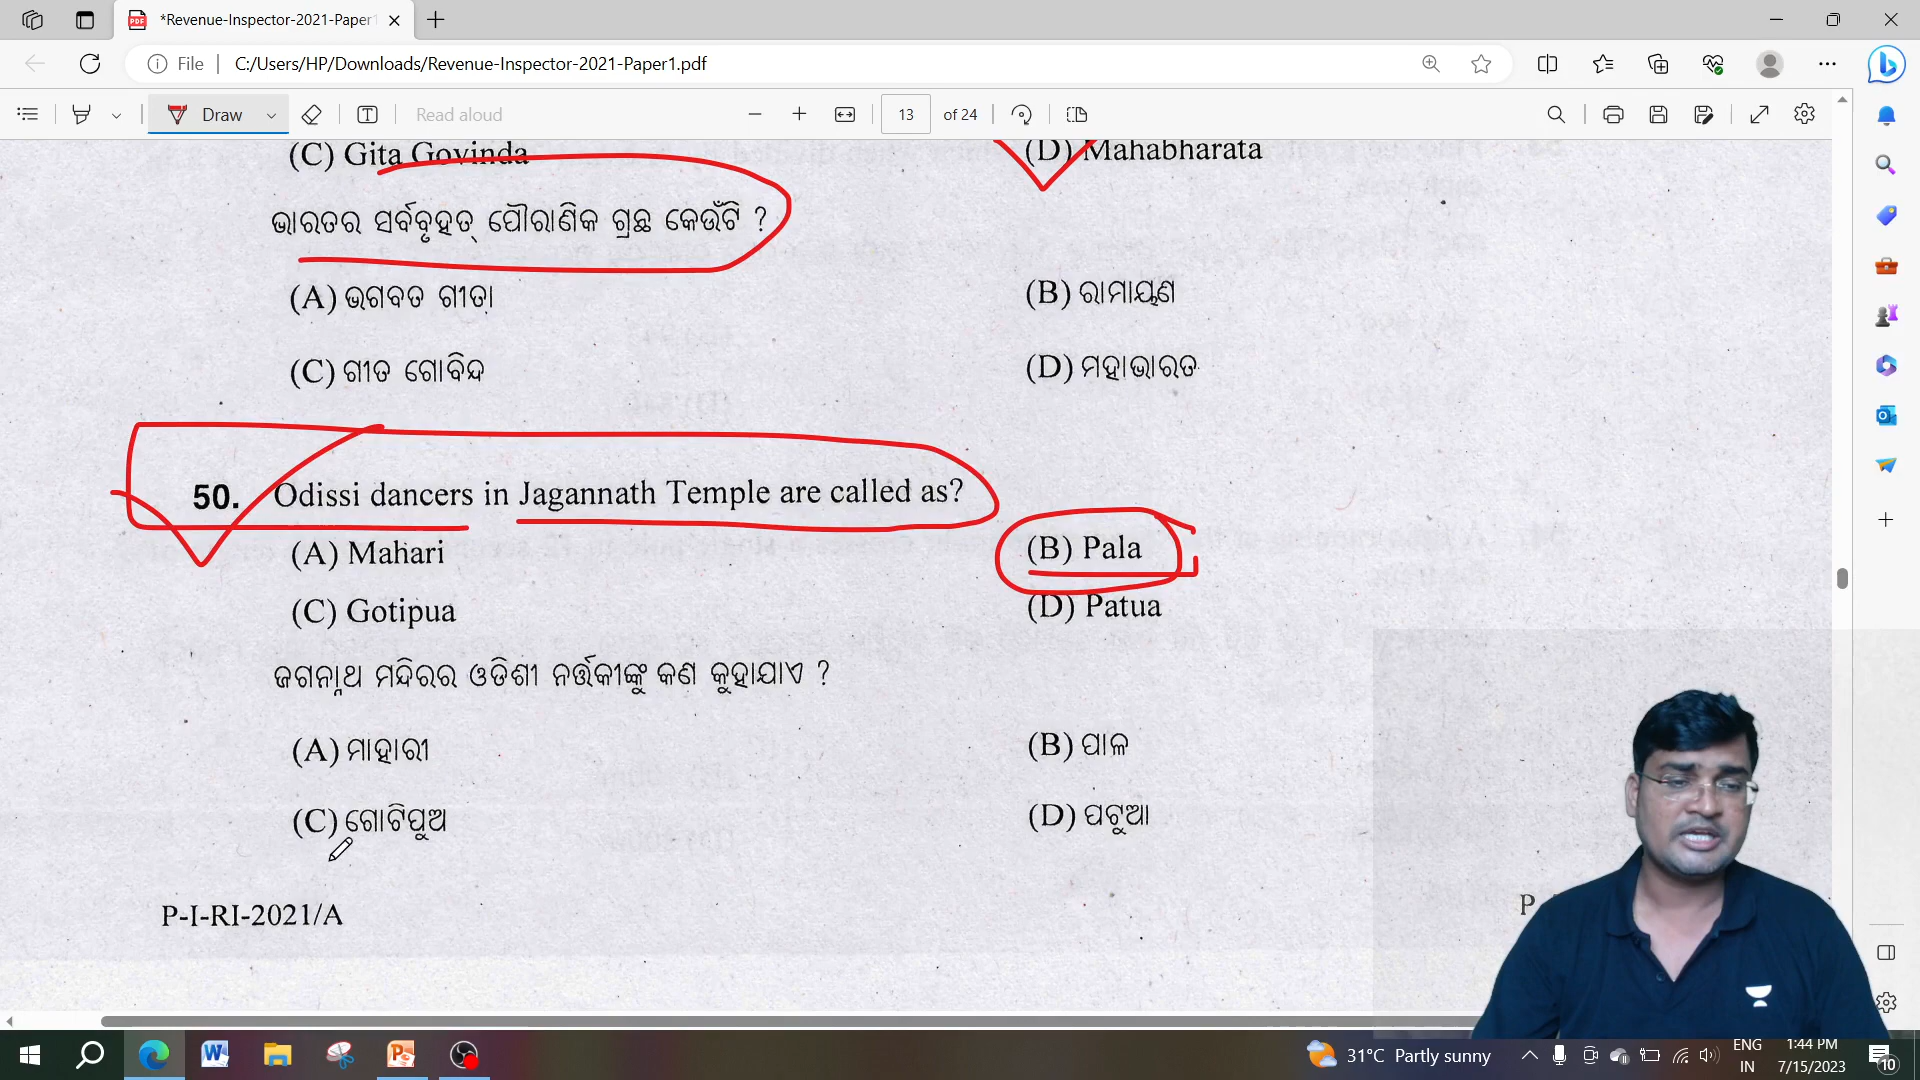 *Revenue-Inspector-2021-Paper1
File
C:/Users/HP/Downloads/Revenue-Inspector-2021-Paper1.pdf
Draw
Read aloud
13 of 24
(C) Gita Govinda
(D) Mahabharata
ଭାରତର ସର୍ବବୃହତ୍ ପୌରାଣିକ ଗ୍ରନ୍ଥ କେଉଁଟି ?
(A) ଭଗବତ ଗୀତା
(B) ରାମାୟଣ
(C) ଗୀତ ଗୋବିନ୍ଦ
(D) ମହାଭାରତ
50. Odissi dancers in Jagannath Temple are called as?
(A) Mahari
(B) Pala
(C) Gotipua
(D) Patua
ଜଗନ୍ନାଥ ମନ୍ଦିରର ଓଡିଶୀ ନର୍ତ୍ତକୀଙ୍କୁ କଣ କୁହାଯାଏ ?
(A) ମାହାରୀ
(B) ପାଳ
(C) ଗୋଟିପୁଅ
(D) ପଟୁଆ
P-I-RI-2021/A
P
31°C Partly sunny
ENG
IN
1:44 PM
7/15/2023
10